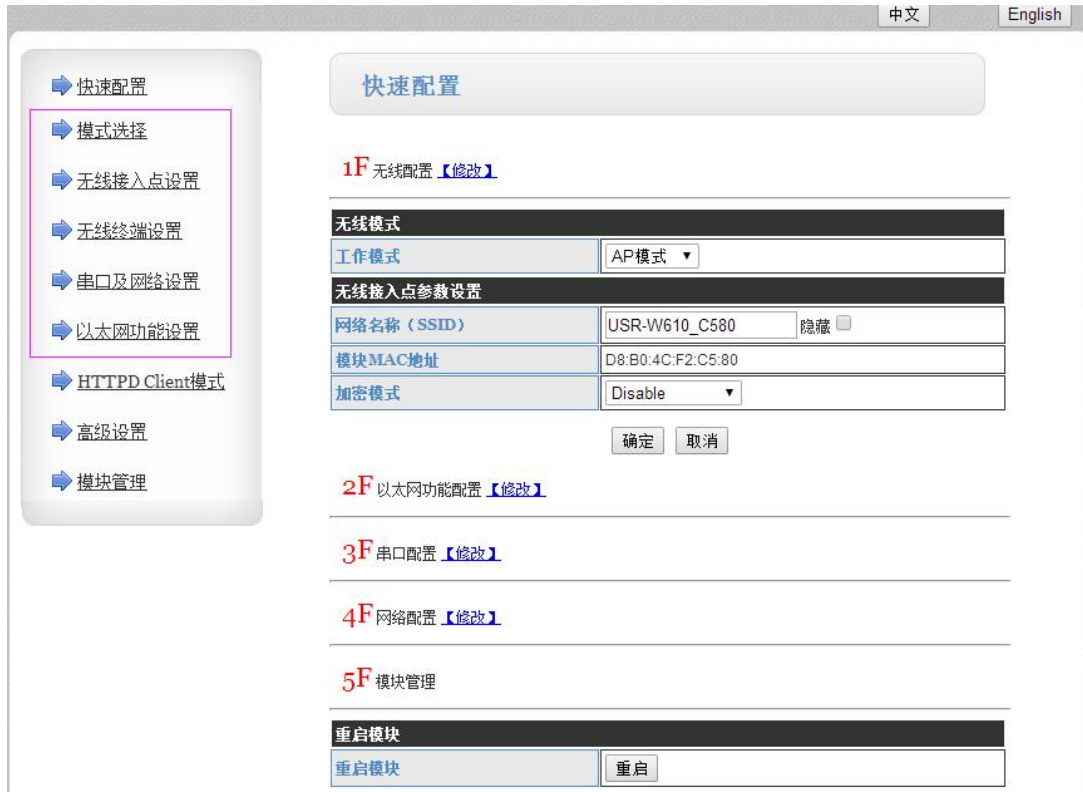 中文 English
快速配置
模式选择
无线接入点设置
无线终端设置
串口及网络设置
以太网功能设置
HTTPD Client模式
高级设置
模块管理
快速配置
1F 无线配置【修改】
无线模式
工作模式 AP模式
无线接入点参数设置
网络名称（SSID） USR-W610_C580 隐藏
模块MAC地址 D8:B0:4C:F2:C5:80
加密模式 Disable
确定 取消
2F 以太网功能配置【修改】
3F 串口配置【修改】
4F 网络配置【修改】
5F 模块管理
重启模块
重启模块 重启